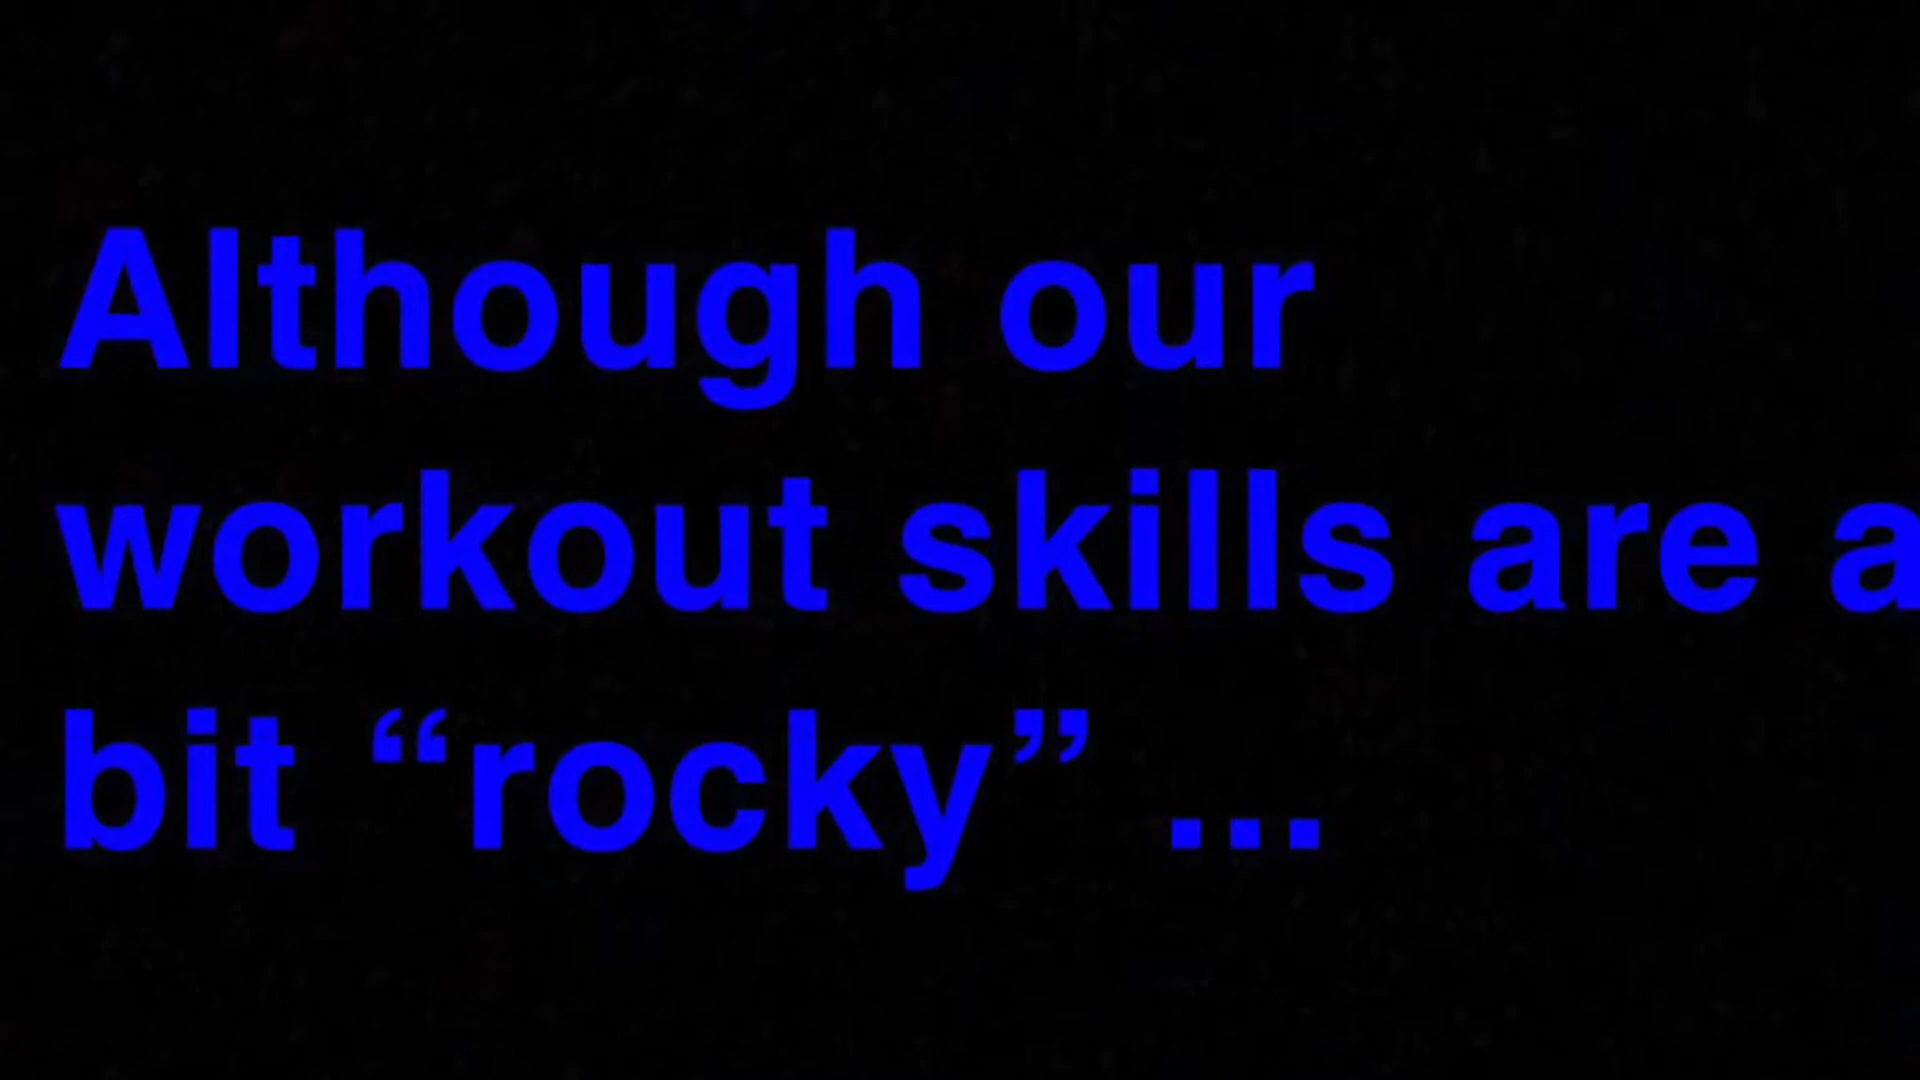 Although our
workout skills are a
bit “rocky” ...